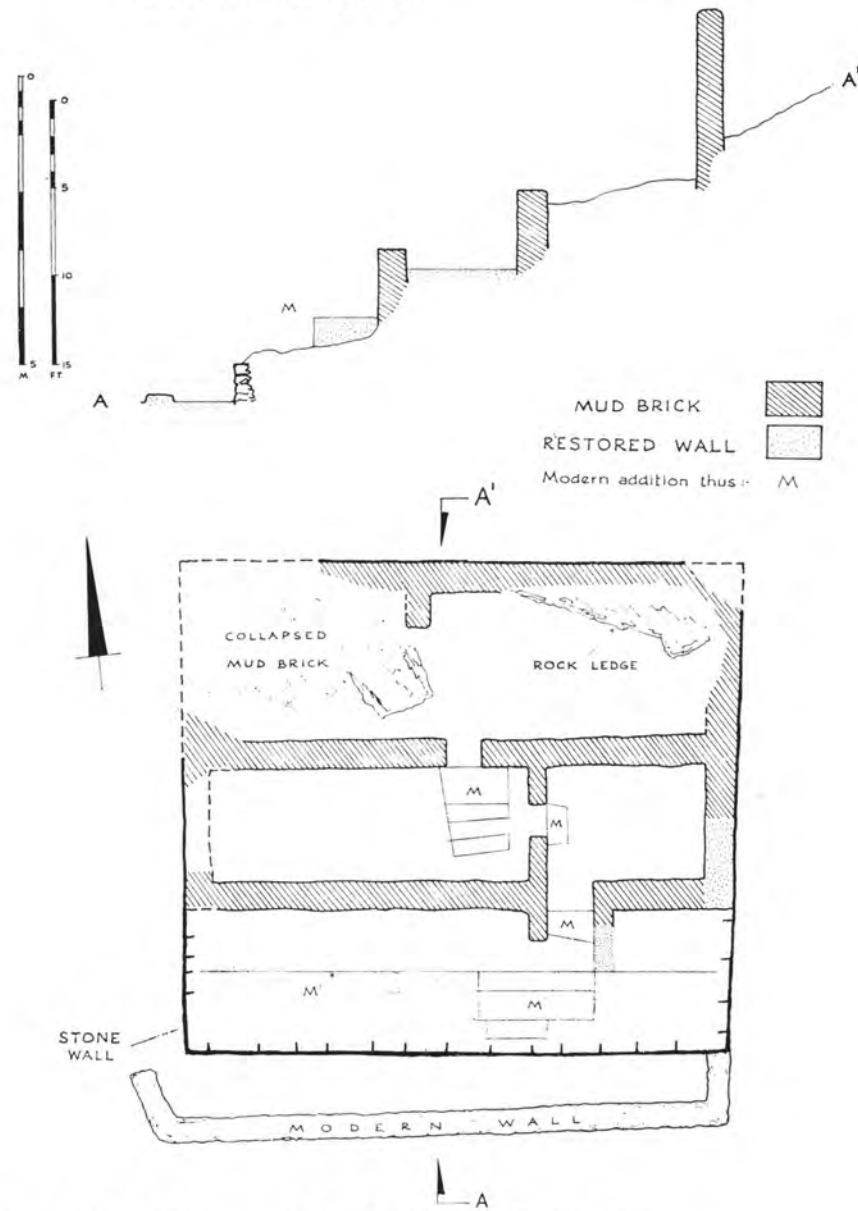 A'
0
0
5
10
5
15
M
FT
M
A
MUD BRICK
RESTORED WALL
Modern addition thus :- M
A'
COLLAPSED
MUD BRICK
ROCK LEDGE
M
M
M
M'
M
STONE
WALL
MODERN WALL
A